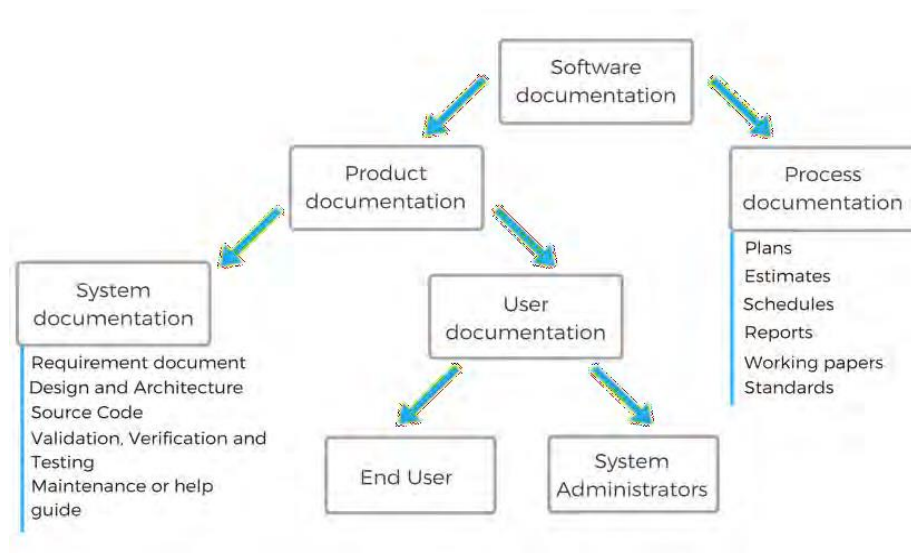 Software
documentation
Product
documentation
Process
documentation
Plans
Estimates
Schedules
Reports
Working papers
Standards
System
documentation
Requirement document
Design and Architecture
Source Code
Validation, Verification and
Testing
Maintenance or help
guide
User
documentation
End User
System
Administrators